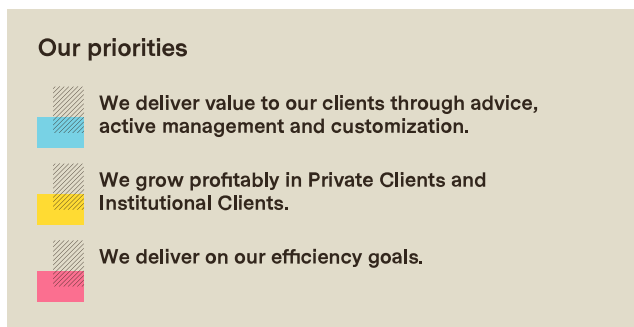 Our priorities
We deliver value to our clients through advice,
active management and customization.
We grow profitably in Private Clients and
Institutional Clients.
We deliver on our efficiency goals.